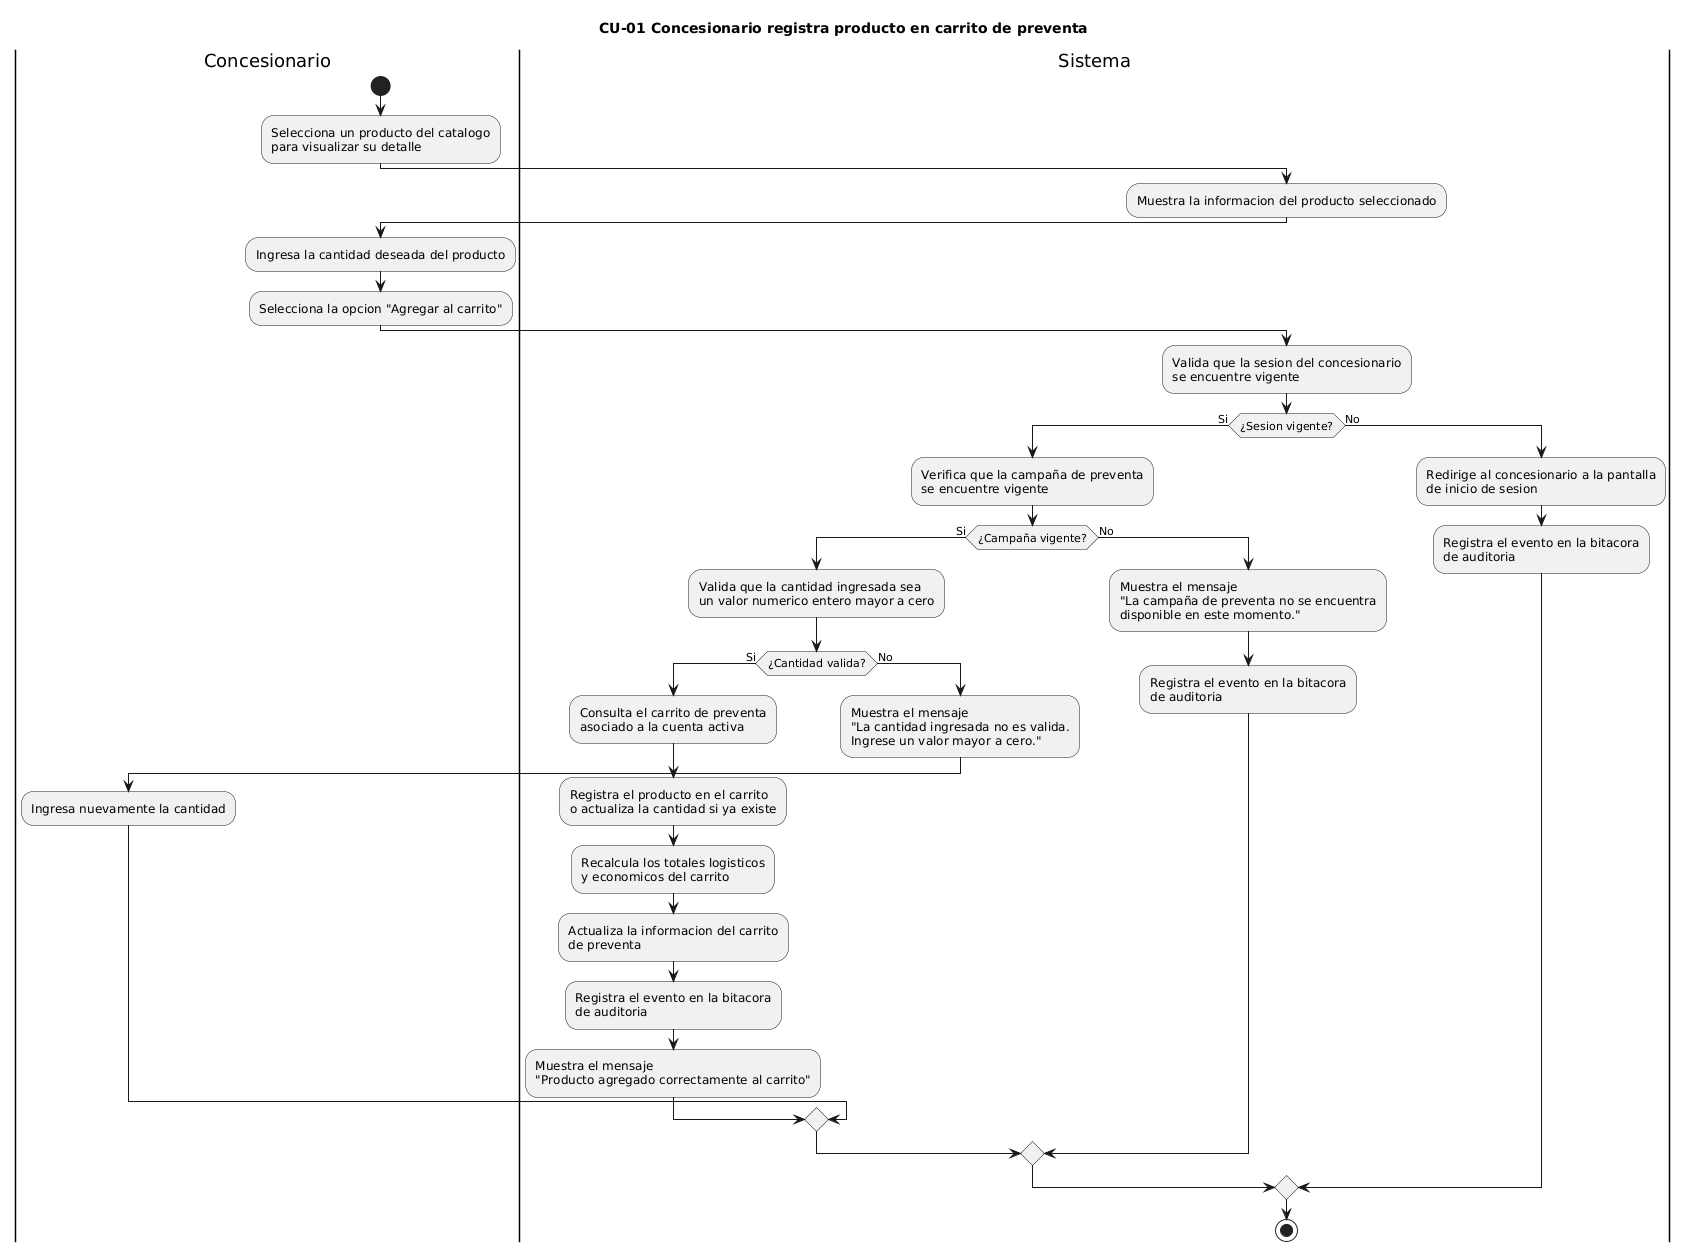 CU-01 Concesionario registra producto en carrito de preventa
Concesionario
Sistema
Selecciona un producto del catalogo
para visualizar su detalle
Muestra la informacion del producto seleccionado
Ingresa la cantidad deseada del producto
Selecciona la opcion "Agregar al carrito"
Valida que la sesion del concesionario
se encuentre vigente
Si
¿Sesion vigente?
No
Verifica que la campaña de preventa
se encuentre vigente
Redirige al concesionario a la pantalla
de inicio de sesion
Si
¿Campaña vigente?
No
Registra el evento en la bitacora
de auditoria
Valida que la cantidad ingresada sea
un valor numerico entero mayor a cero
Muestra el mensaje
"La campaña de preventa no se encuentra
disponible en este momento."
Si
¿Cantidad valida?
No
Registra el evento en la bitacora
de auditoria
Consulta el carrito de preventa
asociado a la cuenta activa
Muestra el mensaje
"La cantidad ingresada no es valida.
Ingrese un valor mayor a cero."
Ingresa nuevamente la cantidad
Registra el producto en el carrito
o actualiza la cantidad si ya existe
Recalcula los totales logisticos
y economicos del carrito
Actualiza la informacion del carrito
de preventa
Registra el evento en la bitacora
de auditoria
Muestra el mensaje
"Producto agregado correctamente al carrito"